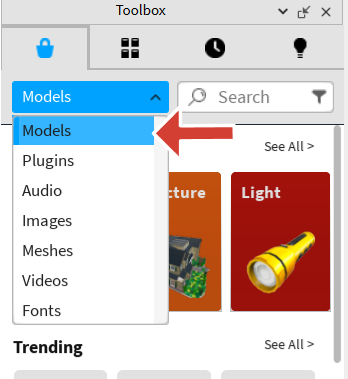 Toolbox
Models
Search
Models
See All >
Plugins
Audio
cture
Light
Images
Meshes
Videos
Fonts
Trending
See All >